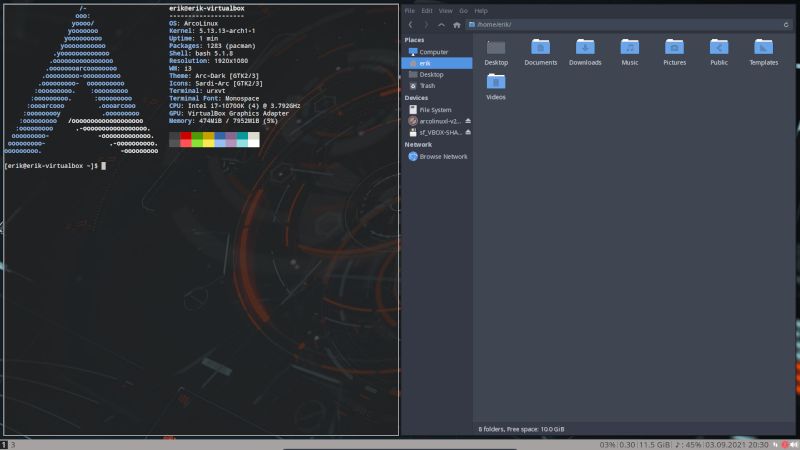 erik@erik-virtualbox
--------------------
OS: ArcoLinux
Kernel: 5.13.13-arch1-1
Uptime: 1 min
Packages: 1283 (pacman)
Shell: bash 5.1.8
Resolution: 1920x1080
WM: i3
Theme: Arc-Dark [GTK2/3]
Icons: Sardi-Arc [GTK2/3]
Terminal: urxvt
Terminal Font: Monospace
CPU: Intel i7-10700K (4) @ 3.792GHz
GPU: VirtualBox Graphics Adapter
Memory: 474MiB / 7952MiB (5%)
[erik@erik-virtualbox ~]$
File Edit View Go Help
/home/erik/
Places
Computer
erik
Desktop
Trash
Devices
File System
arcolinuxl-v2...
sf_VBOX-SHA...
Network
Browse Network
Desktop Documents Downloads Music Pictures Public Templates
Videos
8 folders, Free space: 10.0 GiB
1 3
03% 0.30 11.5 GiB 45% 03.09.2021 20:30